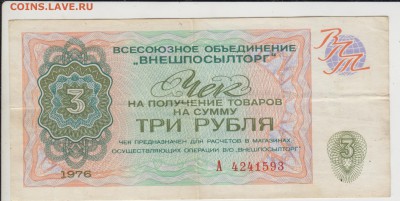 COINS.LAVE.RU
ВСЕСОЮЗНОЕ ОБЪЕДИНЕНИЕ
„ВНЕШПОСЫЛТОРГ"
ВПТ
Чек
НА ПОЛУЧЕНИЕ ТОВАРОВ
НА СУММУ
3
ТРИ РУБЛЯ
ЧЕК ПРЕДНАЗНАЧЕН ДЛЯ РАСЧЕТОВ В МАГАЗИНАХ,
ОСУЩЕСТВЛЯЮЩИХ ОПЕРАЦИИ В/О „ВНЕШПОСЫЛТОРГ"
3
1976
А 4241593